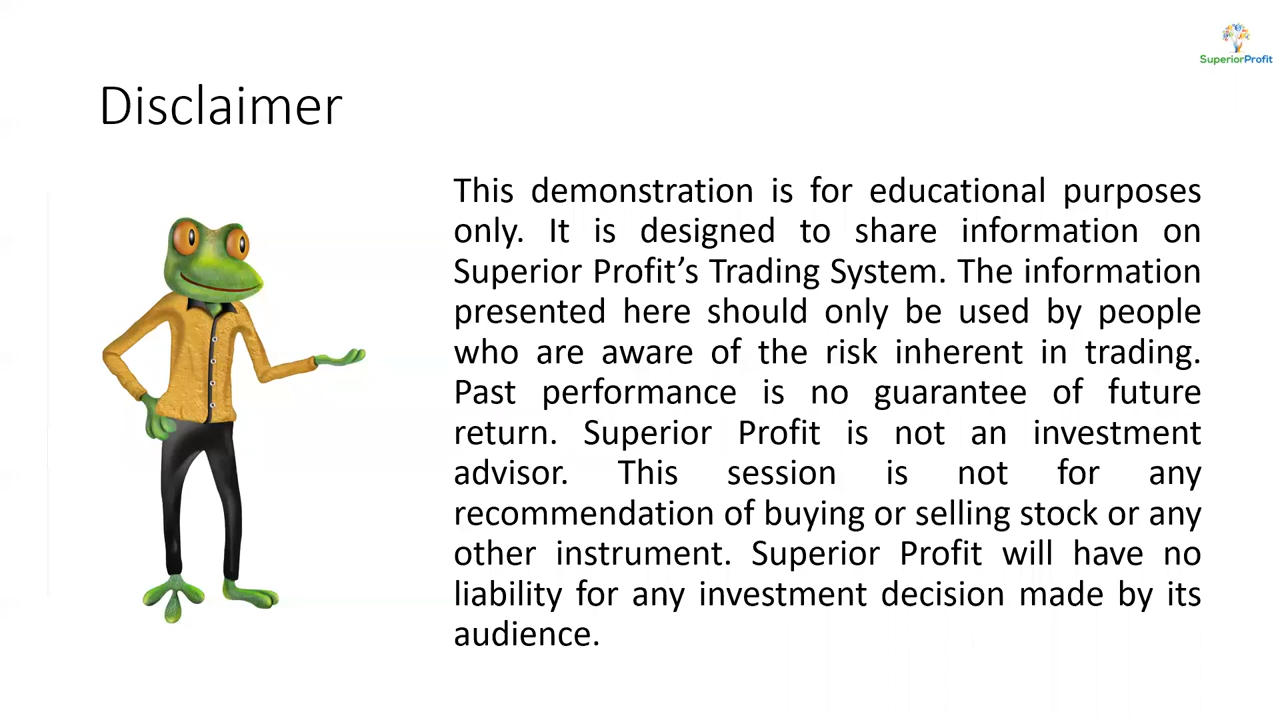 SuperiorProfit
Disclaimer
This demonstration is for educational purposes
only. It is designed to share information on
Superior Profit’s Trading System. The information
presented here should only be used by people
who are aware of the risk inherent in trading.
Past performance is no guarantee of future
return. Superior Profit is not an investment
advisor. This session is not for any
recommendation of buying or selling stock or any
other instrument. Superior Profit will have no
liability for any investment decision made by its
audience.